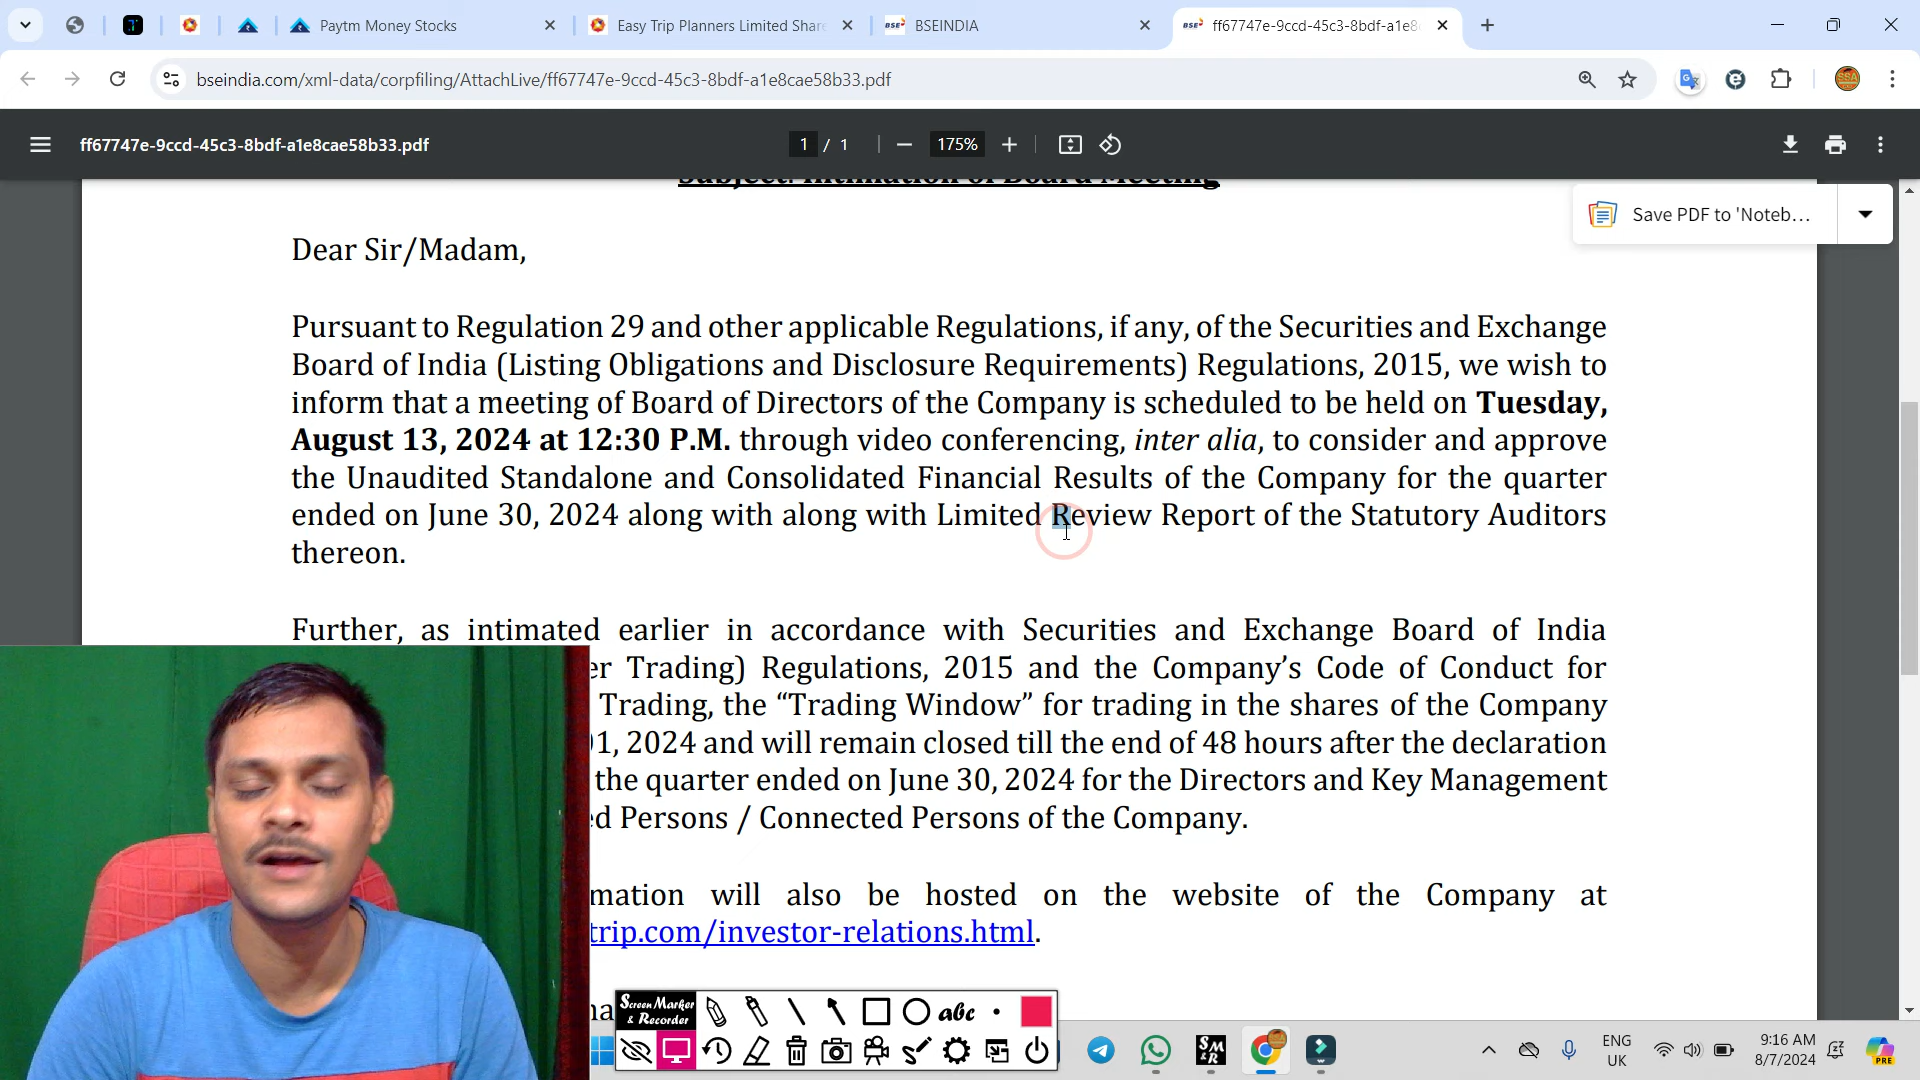 Paytm Money Stocks
Easy Trip Planners Limited Share
BSE
BSEINDIA
BSE
ff67747e-9ccd-45c3-8bdf-a1e8
bseindia.com/xml-data/corpfiling/AttachLive/ff67747e-9ccd-45c3-8bdf-a1e8cae58b33.pdf
SSA
ff67747e-9ccd-45c3-8bdf-a1e8cae58b33.pdf
1 / 1
175%
Subject: Intimation of Board Meeting
Save PDF to 'Noteb...
Dear Sir/Madam,
Pursuant to Regulation 29 and other applicable Regulations, if any, of the Securities and Exchange
Board of India (Listing Obligations and Disclosure Requirements) Regulations, 2015, we wish to
inform that a meeting of Board of Directors of the Company is scheduled to be held on Tuesday,
August 13, 2024 at 12:30 P.M. through video conferencing, inter alia, to consider and approve
the Unaudited Standalone and Consolidated Financial Results of the Company for the quarter
ended on June 30, 2024 along with along with Limited Review Report of the Statutory Auditors
thereon.
Further, as intimated earlier in accordance with Securities and Exchange Board of India
er Trading) Regulations, 2015 and the Company's Code of Conduct for
Trading, the “Trading Window” for trading in the shares of the Company
01, 2024 and will remain closed till the end of 48 hours after the declaration
the quarter ended on June 30, 2024 for the Directors and Key Management
ed Persons / Connected Persons of the Company.
mation will also be hosted on the website of the Company at
trip.com/investor-relations.html.
Screen Marker
& Recorder
abc
SM
&R
ENG
UK
9:16 AM
8/7/2024
PRE